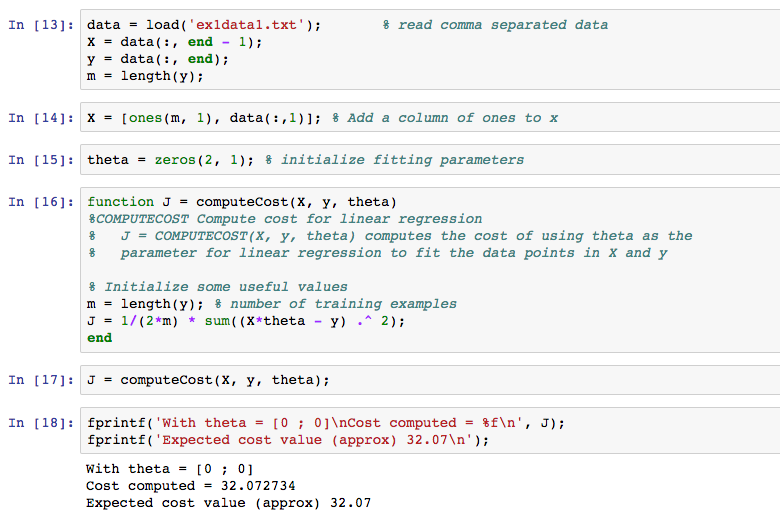 In [13]: data = load('ex1data1.txt');       % read comma separated data
X = data(:, end - 1);
y = data(:, end);
m = length(y);
In [14]: X = [ones(m, 1), data(:,1)]; % Add a column of ones to x
In [15]: theta = zeros(2, 1); % initialize fitting parameters
In [16]: function J = computeCost(X, y, theta)
%COMPUTECOST Compute cost for linear regression
%   J = COMPUTECOST(X, y, theta) computes the cost of using theta as the
%   parameter for linear regression to fit the data points in X and y
% Initialize some useful values
m = length(y); % number of training examples
J = 1/(2*m) * sum((X*theta - y) .^ 2);
end
In [17]: J = computeCost(X, y, theta);
In [18]: fprintf('With theta = [0 ; 0]\nCost computed = %f\n', J);
fprintf('Expected cost value (approx) 32.07\n');
With theta = [0 ; 0]
Cost computed = 32.072734
Expected cost value (approx) 32.07